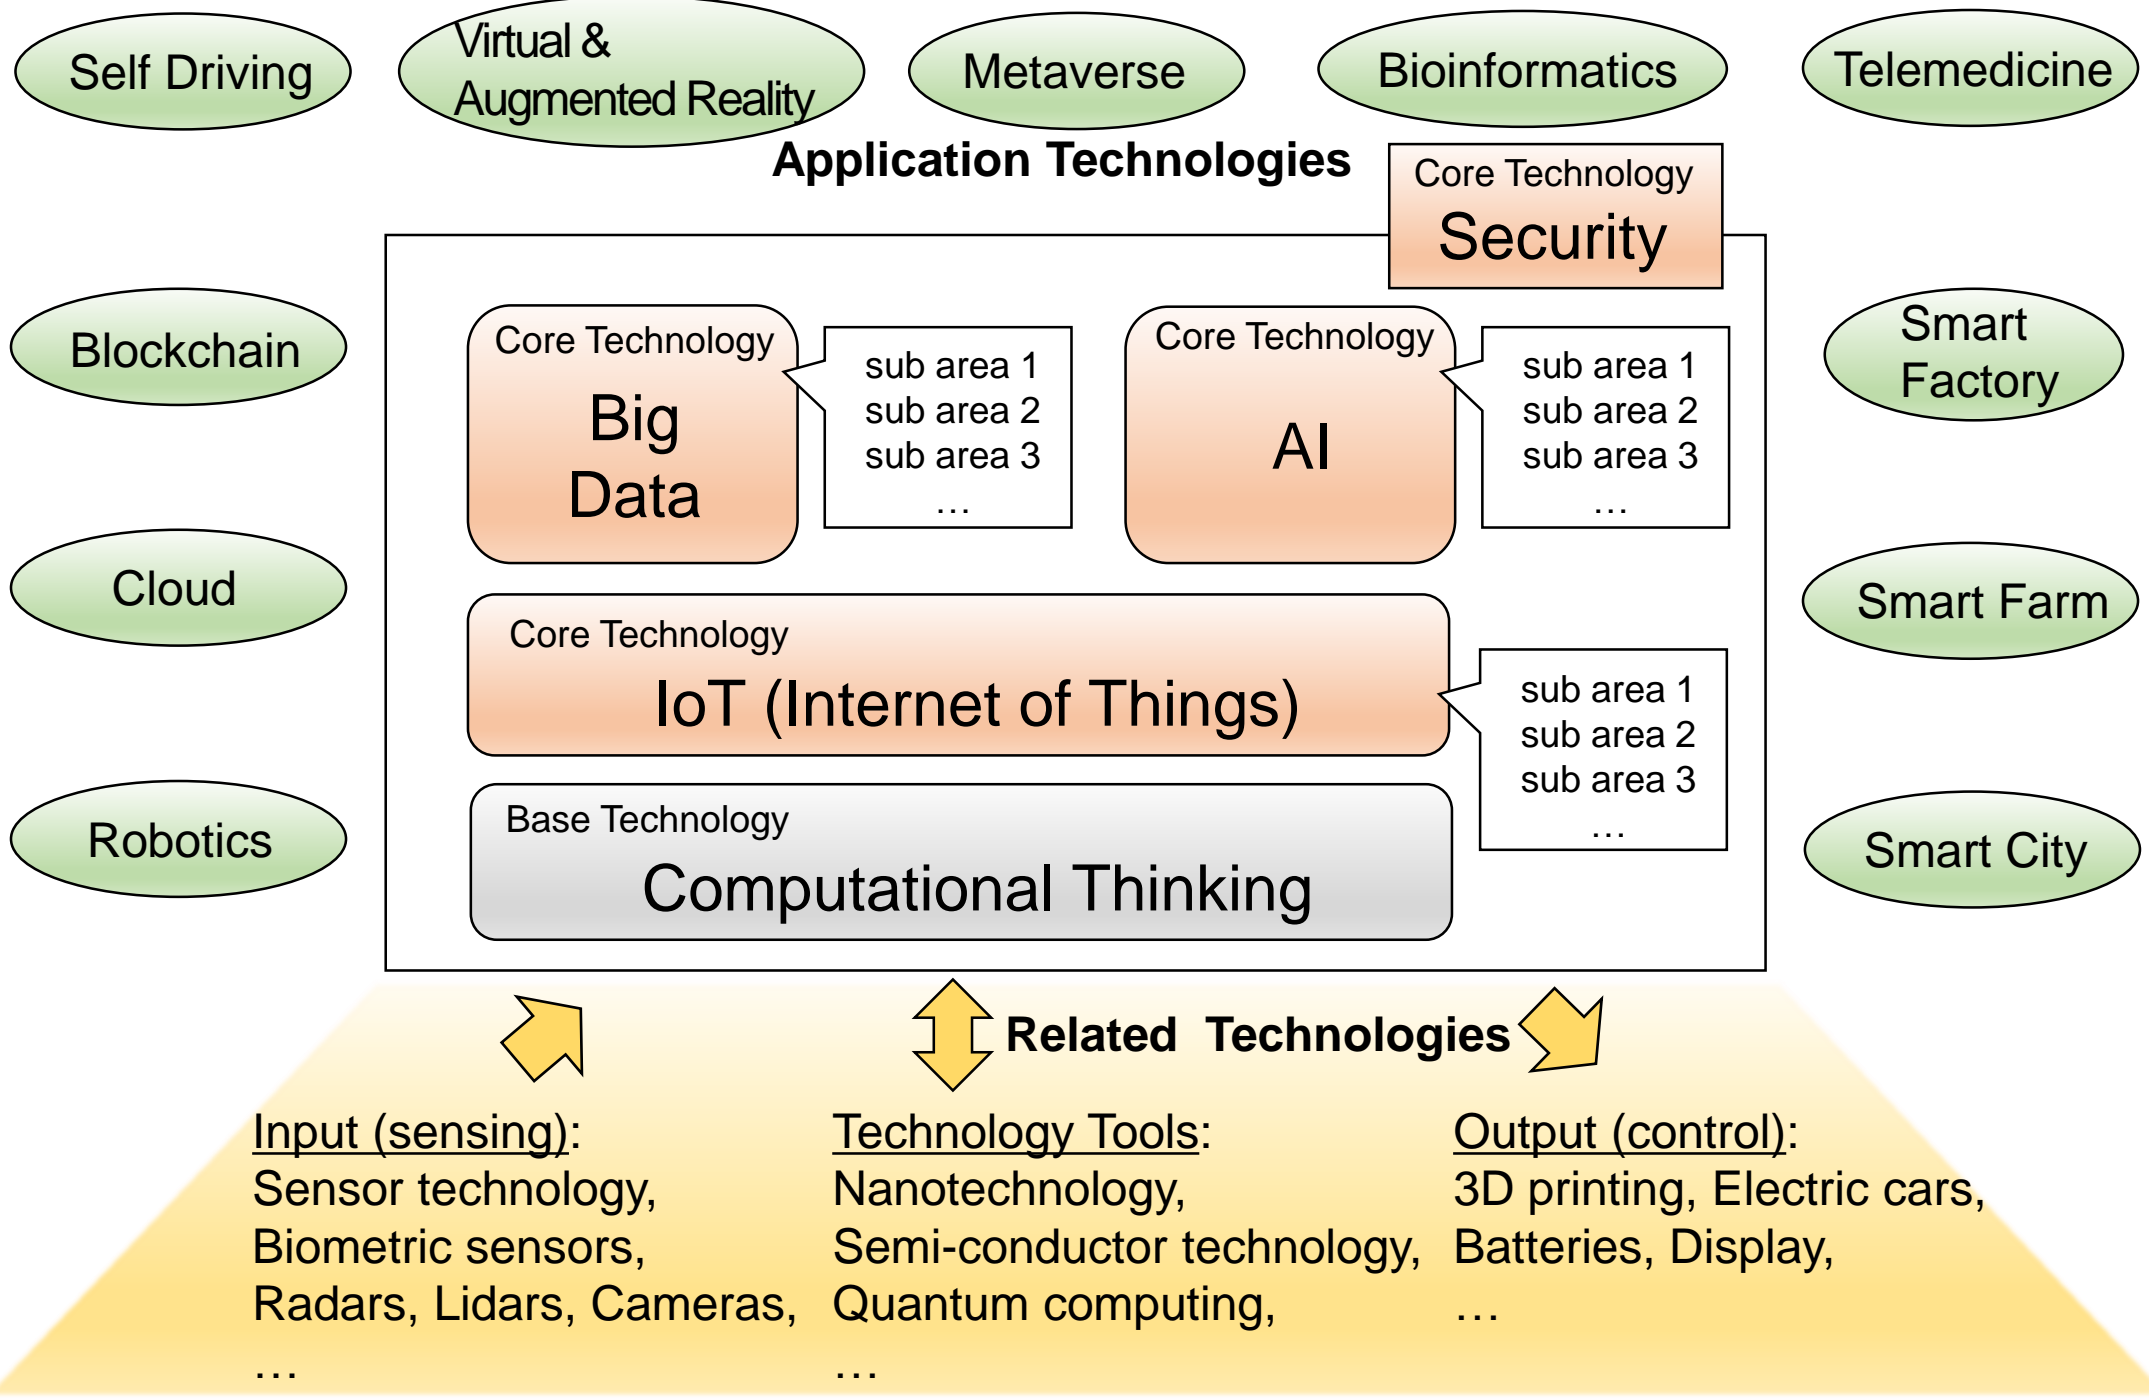 Self Driving
Virtual &
Augmented Reality
Metaverse
Bioinformatics
Telemedicine
Application Technologies
Core Technology
Security
Blockchain
Core Technology
Big
Data
sub area 1
sub area 2
sub area 3
…
Core Technology
AI
sub area 1
sub area 2
sub area 3
…
Smart
Factory
Cloud
Smart Farm
Core Technology
IoT (Internet of Things)
sub area 1
sub area 2
sub area 3
…
Robotics
Base Technology
Computational Thinking
Smart City
Related Technologies
Input (sensing):
Sensor technology,
Biometric sensors,
Radars, Lidars, Cameras,
…
Technology Tools:
Nanotechnology,
Semi-conductor technology,
Quantum computing,
…
Output (control):
3D printing, Electric cars,
Batteries, Display,
…